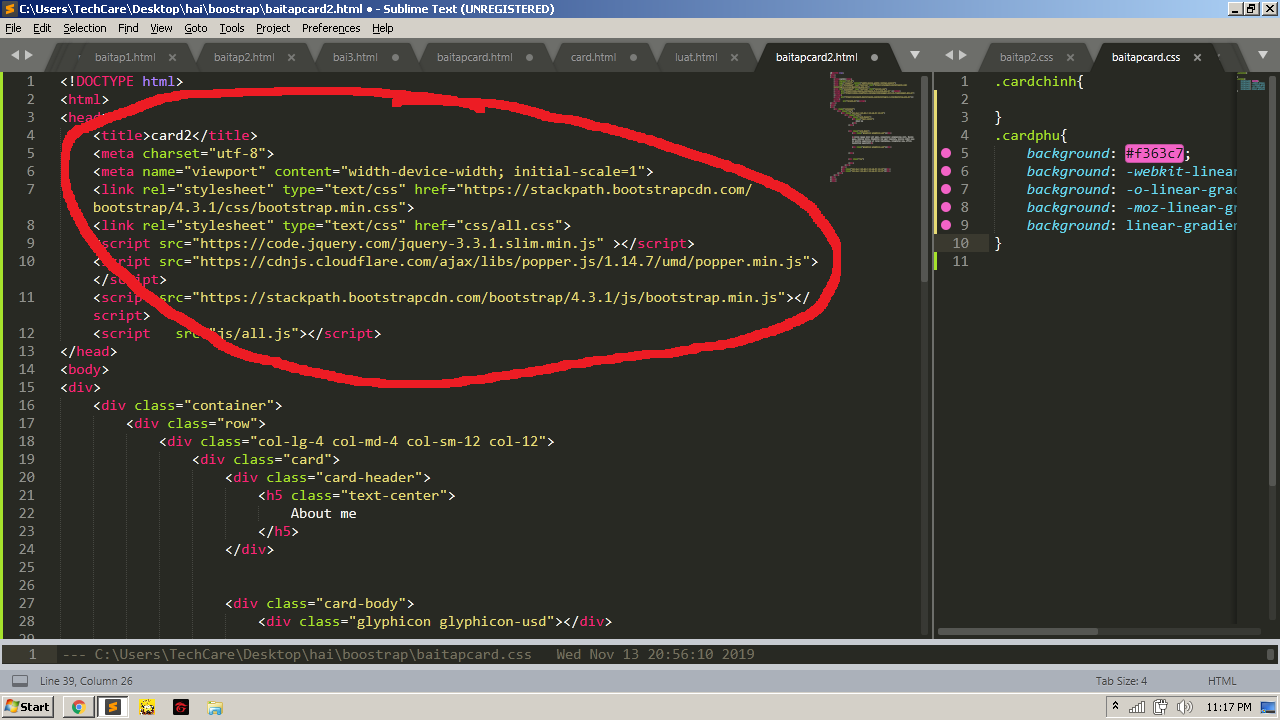 C:\Users\TechCare\Desktop\hai\boostrap\baitapcard2.html • - Sublime Text (UNREGISTERED)
File Edit Selection Find View Goto Tools Project Preferences Help
baitap1.html baitap2.html bai3.html baitapcard.html card.html luat.html baitapcard2.html baitap2.css baitapcard.css
1 <!DOCTYPE html>
2 <html>
3 <head>
4 <title>card2</title>
5 <meta charset="utf-8">
6 <meta name="viewport" content="width-device-width; initial-scale=1">
7 <link rel="stylesheet" type="text/css" href="https://stackpath.bootstrapcdn.com/
bootstrap/4.3.1/css/bootstrap.min.css">
8 <link rel="stylesheet" type="text/css" href="css/all.css">
9 <script src="https://code.jquery.com/jquery-3.3.1.slim.min.js" ></script>
10 <script src="https://cdnjs.cloudflare.com/ajax/libs/popper.js/1.14.7/umd/popper.min.js">
</script>
11 <script src="https://stackpath.bootstrapcdn.com/bootstrap/4.3.1/js/bootstrap.min.js"></
script>
12 <script src="js/all.js"></script>
13 </head>
14 <body>
15 <div>
16 <div class="container">
17 <div class="row">
18 <div class="col-lg-4 col-md-4 col-sm-12 col-12">
19 <div class="card">
20 <div class="card-header">
21 <h5 class="text-center">
22 About me
23 </h5>
24 </div>
25
26
27 <div class="card-body">
28 <div class="glyphicon glyphicon-usd"></div>
29
1 .cardchinh{
2
3 }
4 .cardphu{
5 background: #f363c7;
6 background: -webkit-linear
7 background: -o-linear-grad
8 background: -moz-linear-gr
9 background: linear-gradien
10 }
11
1 --- C:\Users\TechCare\Desktop\hai\boostrap\baitapcard.css Wed Nov 13 20:56:10 2019
Line 39, Column 26 Tab Size: 4 HTML
Start 11:17 PM